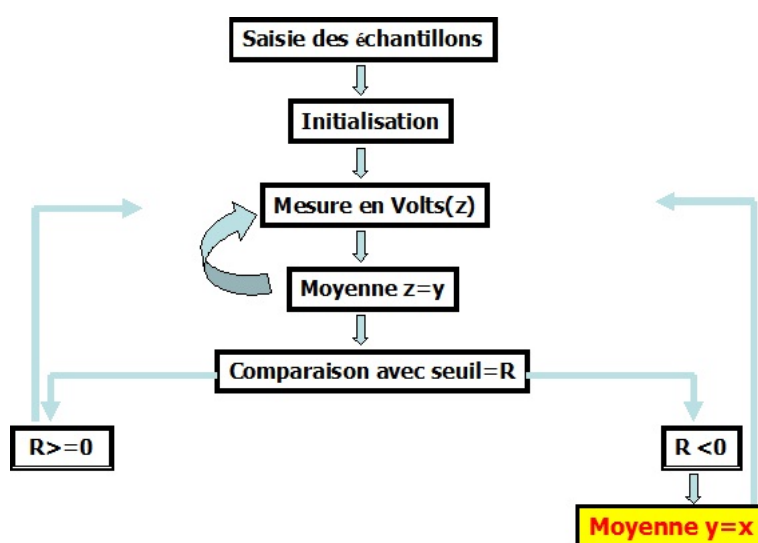 Saisie des échantillons
Initialisation
Mesure en Volts(z)
Moyenne z=y
Comparaison avec seuil=R
R>=0
R <0
Moyenne y=x